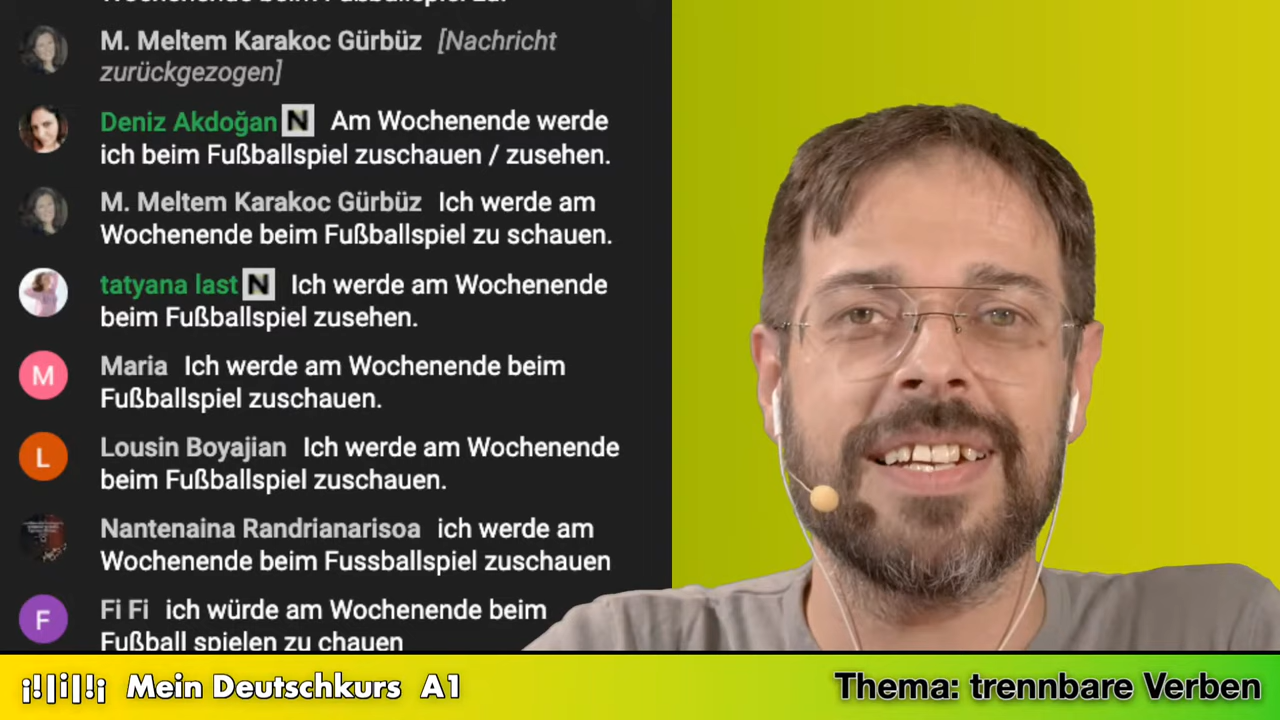 M. Meltem Karakoc Gürbüz [Nachricht
zurückgezogen]
Deniz Akdoğan N Am Wochenende werde
ich beim Fußballspiel zuschauen / zusehen.
M. Meltem Karakoc Gürbüz Ich werde am
Wochenende beim Fußballspiel zu schauen.
tatyana last N Ich werde am Wochenende
beim Fußballspiel zusehen.
M Maria Ich werde am Wochenende beim
Fußballspiel zuschauen.
L Lousin Boyajian Ich werde am Wochenende
beim Fußballspiel zuschauen.
Nantenaina Randrianarisoa ich werde am
Wochenende beim Fussballspiel zuschauen
F Fi Fi ich würde am Wochenende beim
Fußball spielen zu chauen
¡!|i|!¡ Mein Deutschkurs A1
Thema: trennbare Verben